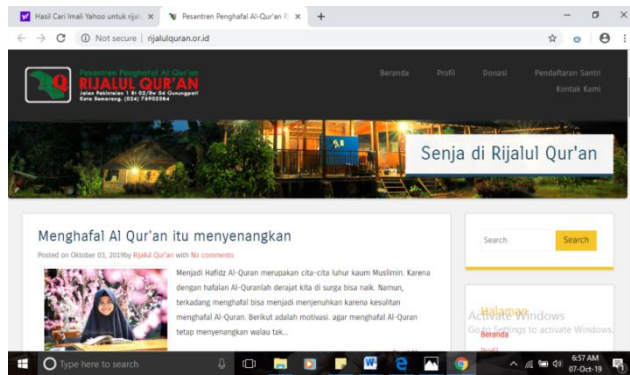 Hasil Cari Imali Yahoo untuk rijal
Pesantren Penghafal Al-Qur'an R
Not secure | rijalulquran.or.id
Pesantren Penghafal Al Qur'an
RIJALUL QUR'AN
Kota Semarang. (024) 76902364
Beranda Profil Donasi Pendaftaran Santri
Kontak Kami
Senja di Rijalul Qur'an
Menghafal Al Qur'an itu menyenangkan
Posted on Oktober 03, 2019by Rijalul Qur'an with No comments
Menjadi Hafidz Al-Quran merupakan cita-cita luhur kaum Muslimin. Karena
dengan hafalan Al-Quranlah derajat kita di surga bisa naik. Namun,
terkadang menghafal bisa menjadi menjenuhkan karena kesulitan
menghafal Al-Quran. Berikut adalah motivasi. agar menghafal Al-Quran
tetap menyenangkan walau tak...
Search Search
Halaman
Activate Windows
Go to Settings to activate Windows.
Beranda
Type here to search
6:57 AM
07-Oct-19